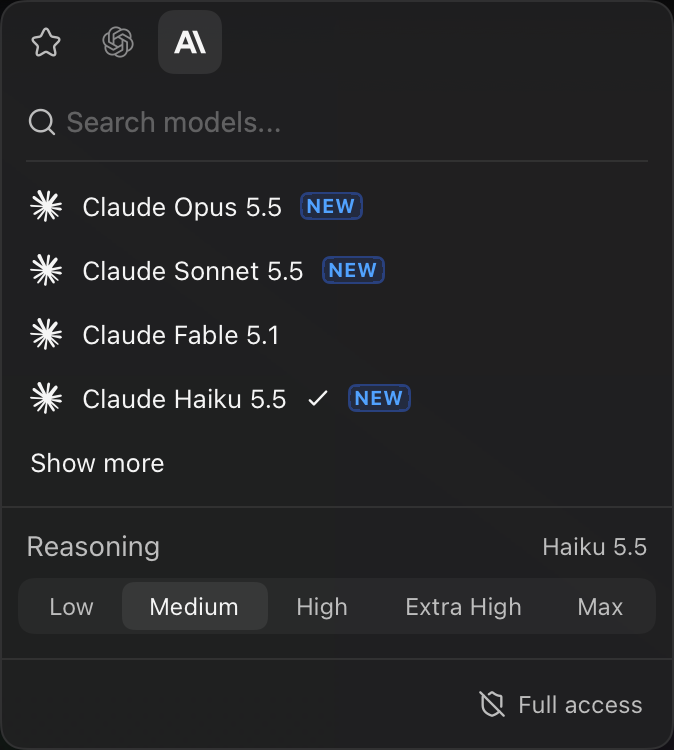 Search models...
Claude Opus 5.5 NEW
Claude Sonnet 5.5 NEW
Claude Fable 5.1
Claude Haiku 5.5 NEW
Show more
Reasoning Haiku 5.5
Low Medium High Extra High Max
Full access